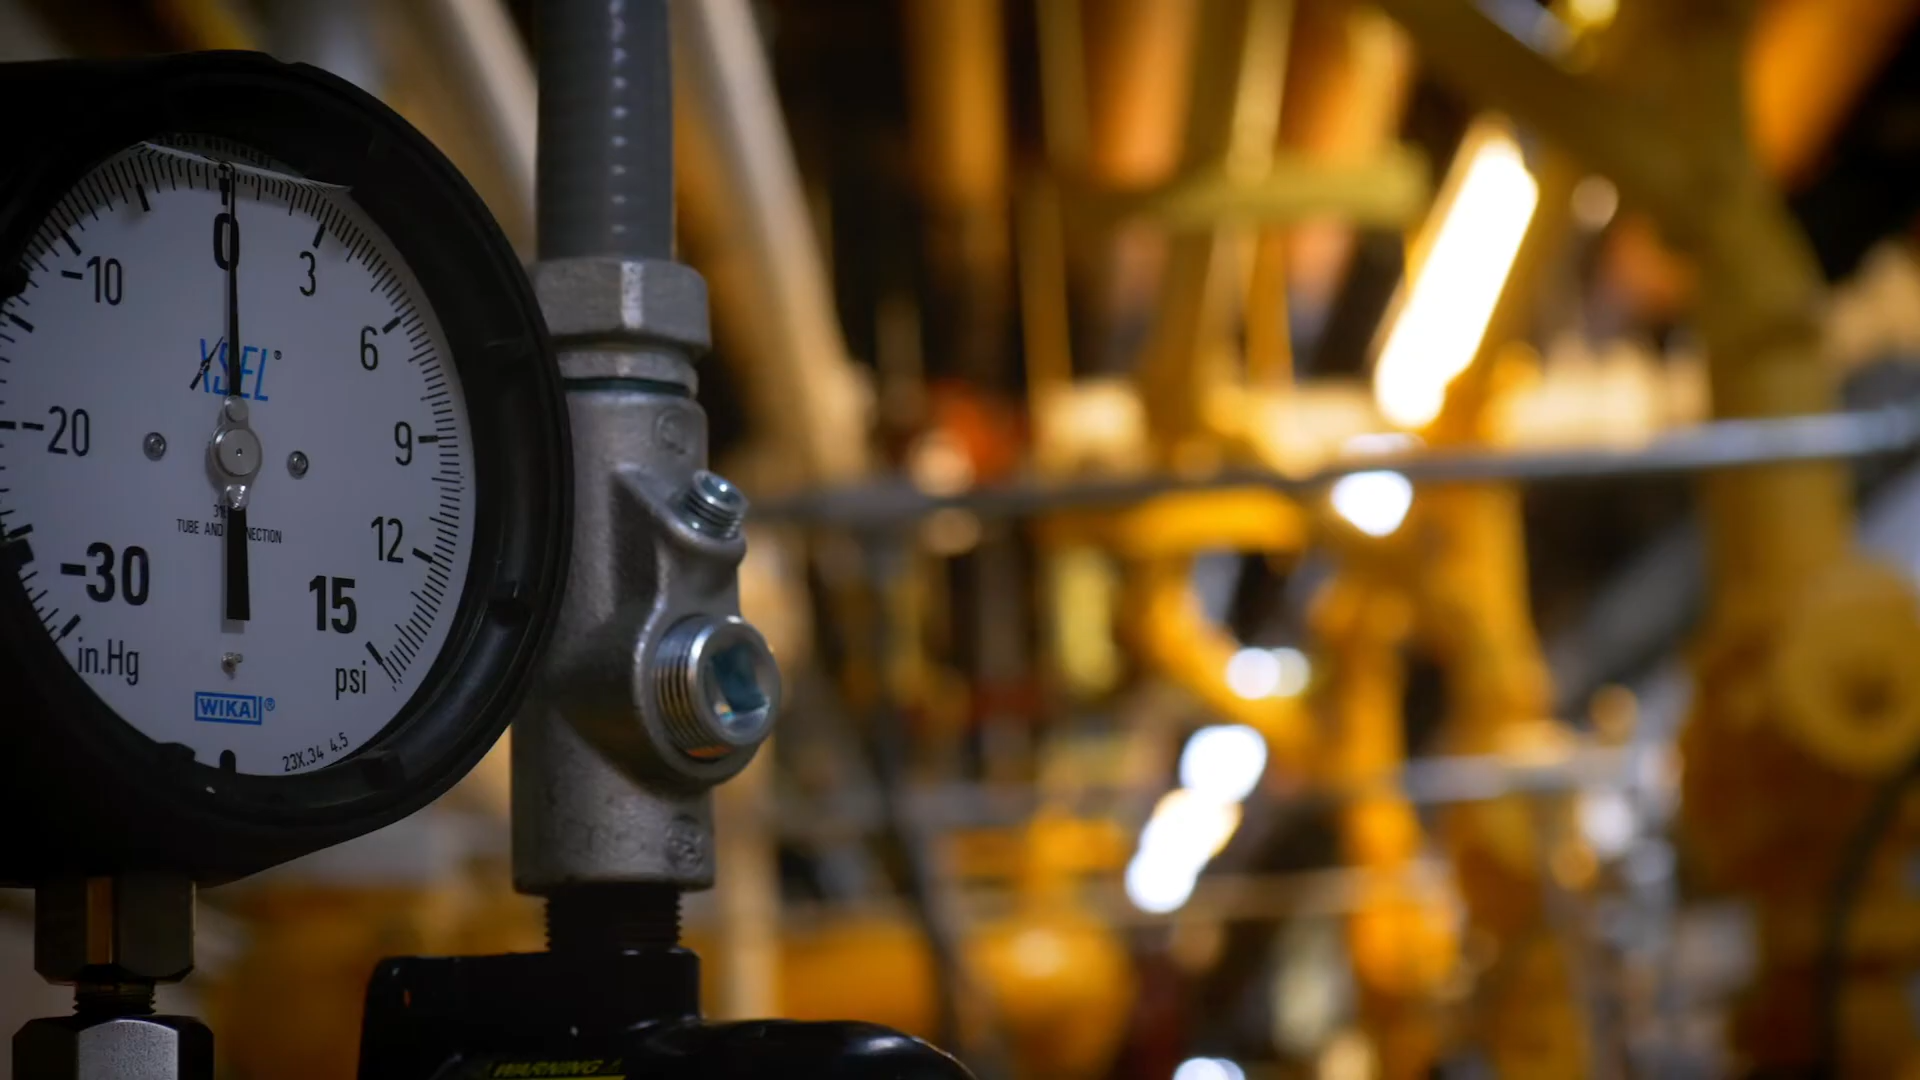 0
-10
3
XSEL®
6
-20
9
TUBE AND
12
-30
15
in.Hg
psi
WIKA®
23X.34 4.5
WARNING